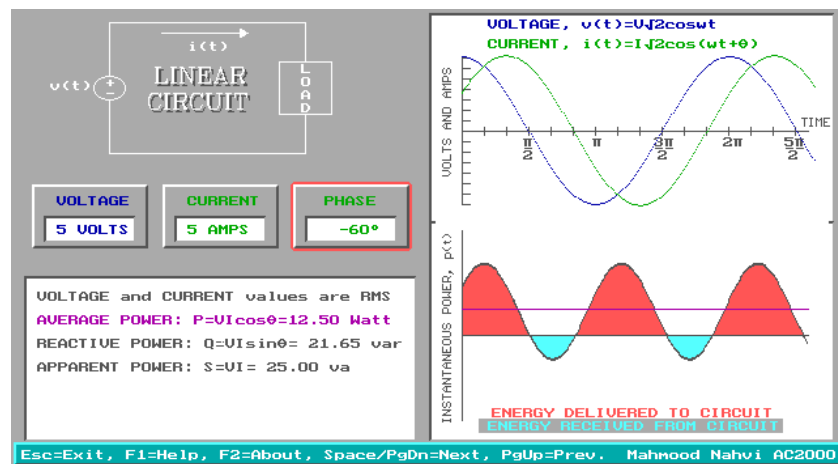 i(t)
v(t)
+
LINEAR
CIRCUIT
LOAD
VOLTAGE
5 VOLTS
CURRENT
5 AMPS
PHASE
-60°
VOLTAGE and CURRENT values are RMS
AVERAGE POWER: P=VIcosθ=12.50 Watt
REACTIVE POWER: Q=VIsinθ= 21.65 var
APPARENT POWER: S=VI= 25.00 va
VOLTAGE, v(t)=V√2coswt
CURRENT, i(t)=I√2cos(wt+θ)
VOLTS AND AMPS
TIME
π/2
π
3π/2
2π
5π/2
INSTANTANEOUS POWER, p(t)
ENERGY DELIVERED TO CIRCUIT
ENERGY RECEIVED FROM CIRCUIT
Esc=Exit, F1=Help, F2=About, Space/PgDn=Next, PgUp=Prev. Mahmood Nahvi AC2000